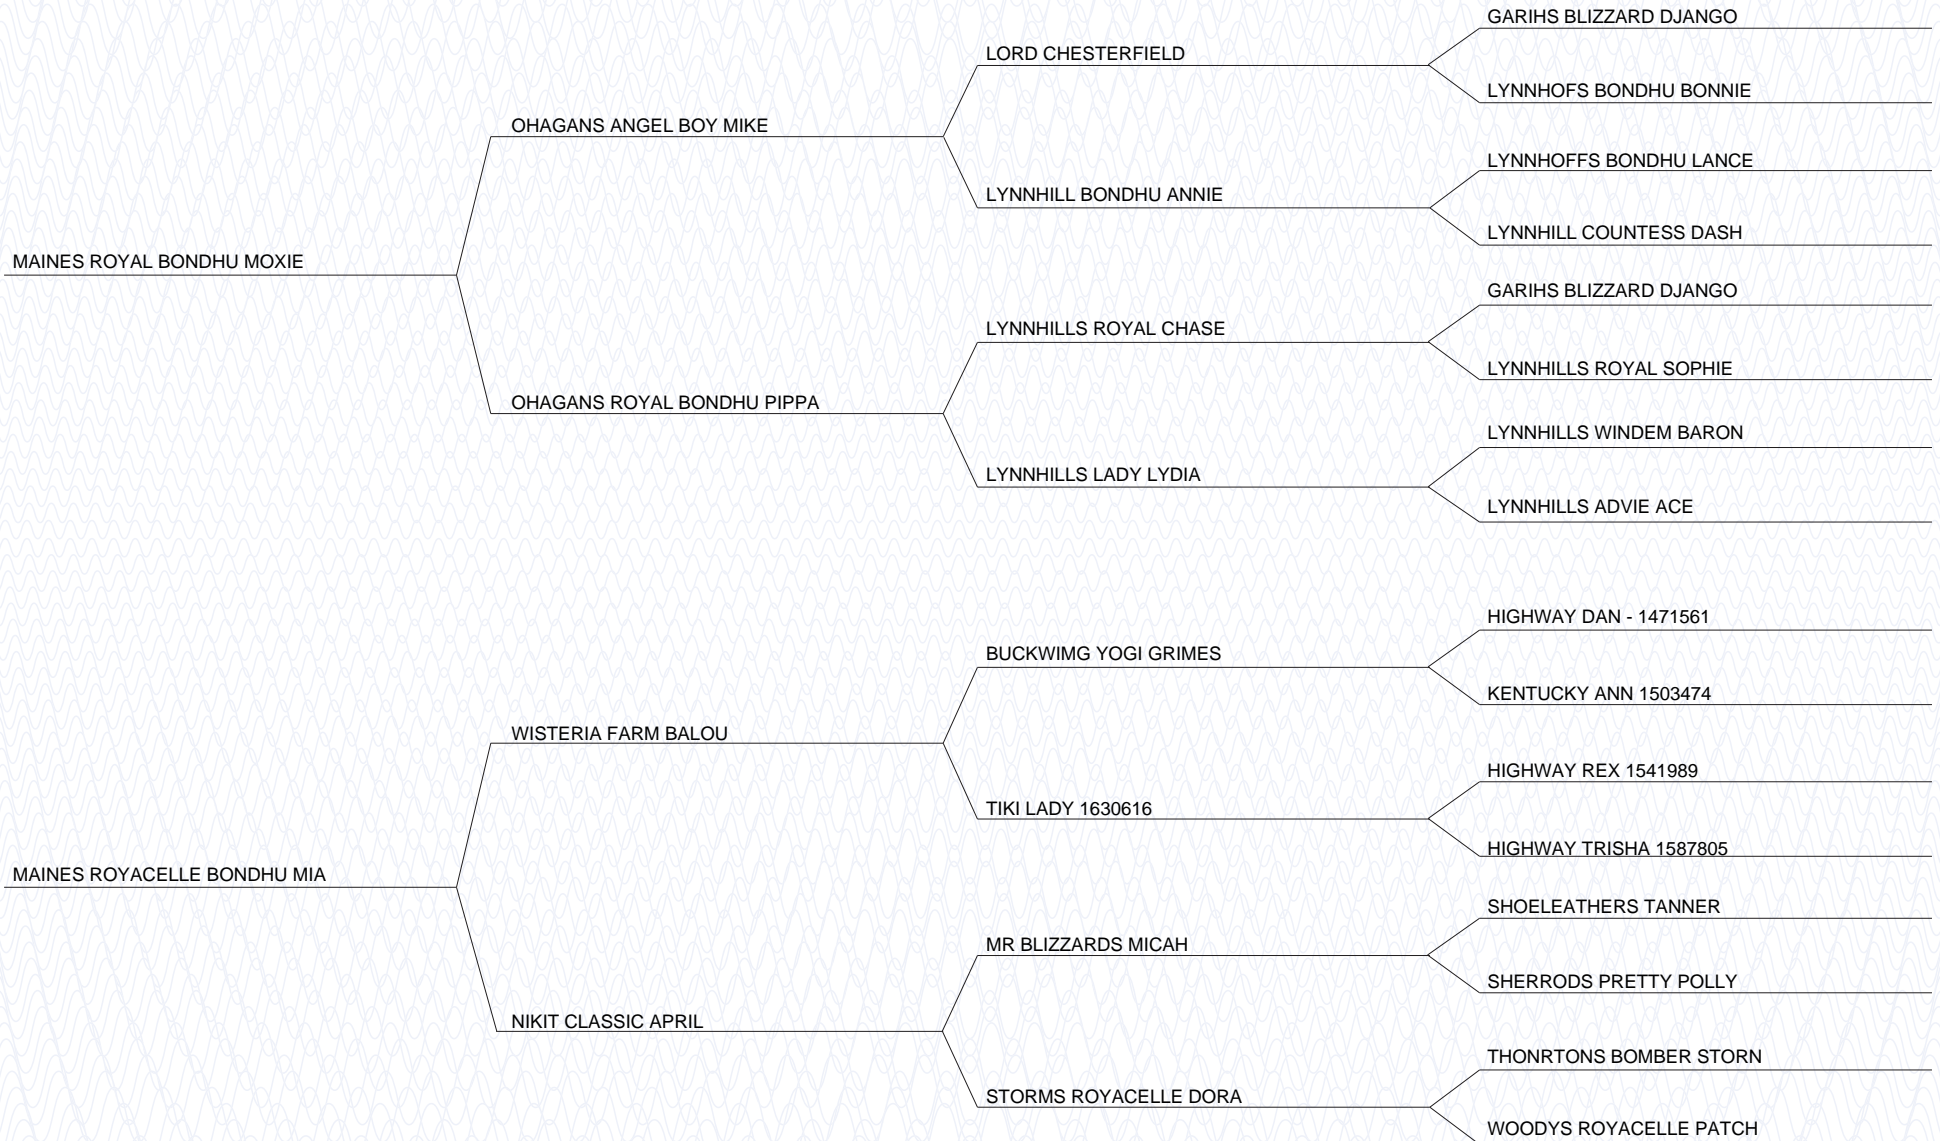 GARIHS BLIZZARD DJANGO
LORD CHESTERFIELD
LYNNHOFS BONDHU BONNIE
OHAGANS ANGEL BOY MIKE
LYNNHOFFS BONDHU LANCE
LYNNHILL BONDHU ANNIE
LYNNHILL COUNTESS DASH
MAINES ROYAL BONDHU MOXIE
GARIHS BLIZZARD DJANGO
LYNNHILLS ROYAL CHASE
LYNNHILLS ROYAL SOPHIE
OHAGANS ROYAL BONDHU PIPPA
LYNNHILLS WINDEM BARON
LYNNHILLS LADY LYDIA
LYNNHILLS ADVIE ACE
HIGHWAY DAN - 1471561
BUCKWIMG YOGI GRIMES
KENTUCKY ANN 1503474
WISTERIA FARM BALOU
HIGHWAY REX 1541989
TIKI LADY 1630616
HIGHWAY TRISHA 1587805
MAINES ROYACELLE BONDHU MIA
SHOELEATHERS TANNER
MR BLIZZARDS MICAH
SHERRODS PRETTY POLLY
NIKIT CLASSIC APRIL
THONRTONS BOMBER STORN
STORMS ROYACELLE DORA
WOODYS ROYACELLE PATCH